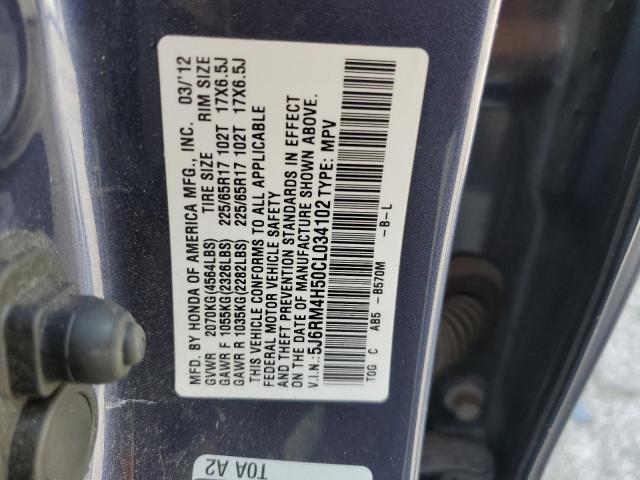 MFD. BY HONDA OF AMERICA MFG., INC. 03/'12
GVWR 2070KG(4564LBS) TIRE SIZE RIM SIZE
GAWR F 1055KG(2326LBS) 225/65R17 102T 17X6.5J
GAWR R 1035KG(2282LBS) 225/65R17 102T 17X6.5J
THIS VEHICLE CONFORMS TO ALL APPLICABLE
FEDERAL MOTOR VEHICLE SAFETY
AND THEFT PREVENTION STANDARDS IN EFFECT
ON THE DATE OF MANUFACTURE SHOWN ABOVE.
V.I.N.:5J6RM4H50CL034102 TYPE: MPV
TOG C AB5 -B570M -B-L
T0A A2